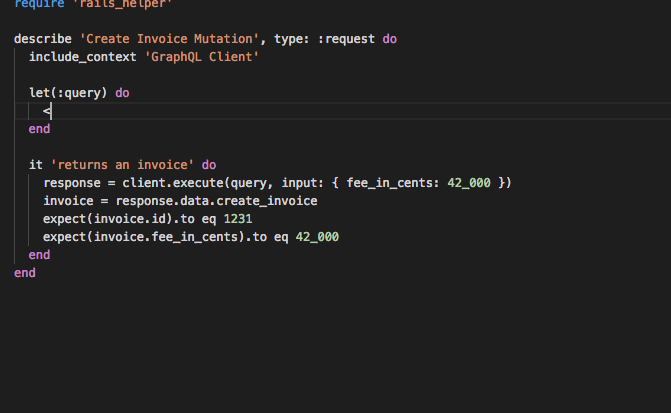 require 'rails_helper'
describe 'Create Invoice Mutation', type: :request do
include_context 'GraphQL Client'
let(:query) do
<
end
it 'returns an invoice' do
response = client.execute(query, input: { fee_in_cents: 42_000 })
invoice = response.data.create_invoice
expect(invoice.id).to eq 1231
expect(invoice.fee_in_cents).to eq 42_000
end
end